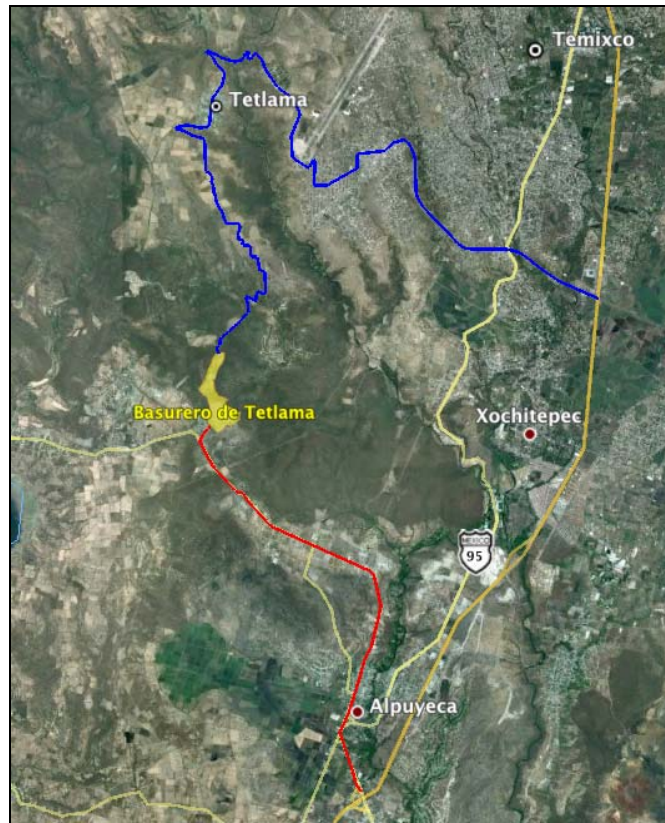 Temixco
Tetlama
Basurero de Tetlama
Xochitepec
MEXICO
95
Alpuyeca